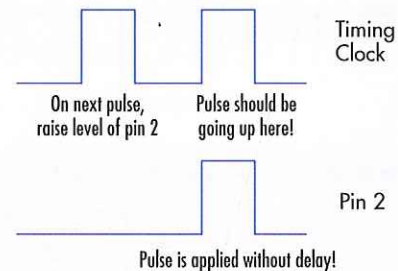 Timing
Clock
On next pulse,
raise level of pin 2
Pulse should be
going up here!
Pin 2
Pulse is applied without delay!